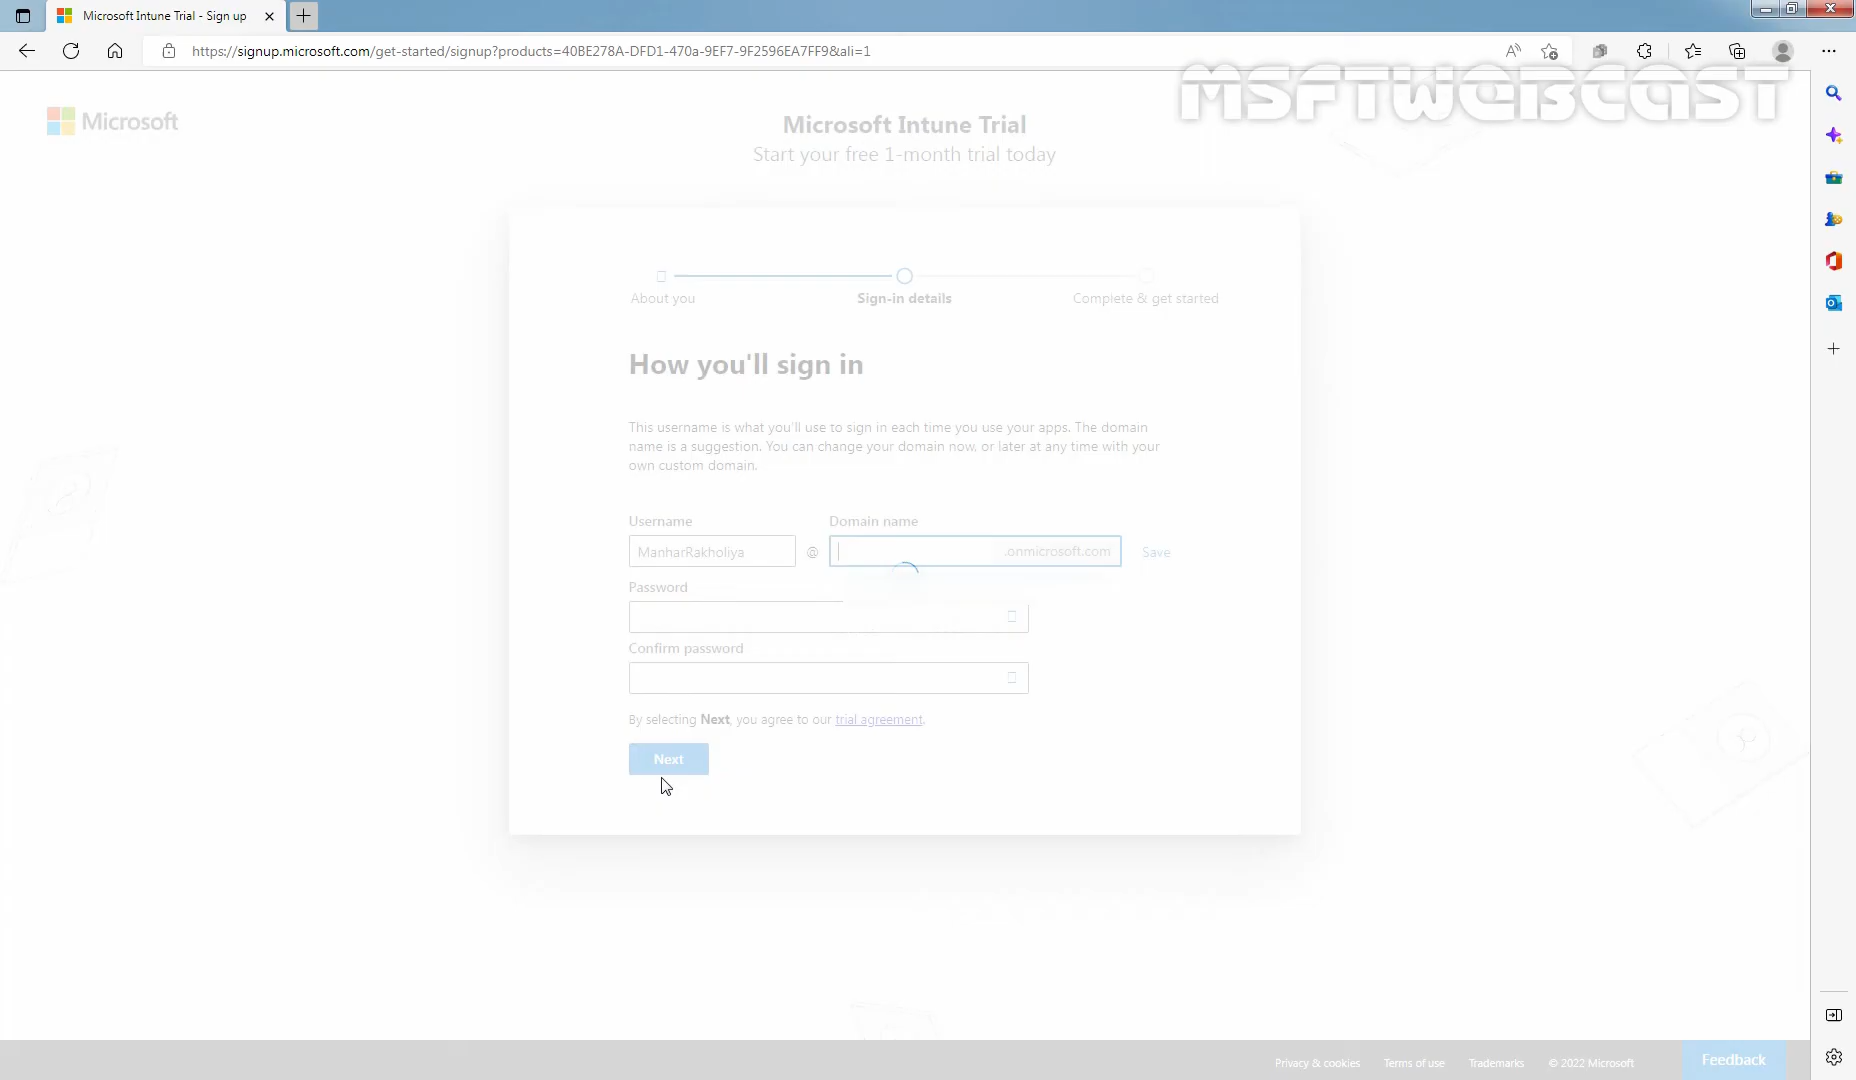 Microsoft Intune Trial - Sign up
https://signup.microsoft.com/get-started/signup?products=40BE278A-DFD1-470a-9EF7-9F2596EA7FF9&ali=1
MSFTWEBCAST
Microsoft
Microsoft Intune Trial
Start your free 1-month trial today
About you
Sign-in details
Complete & get started
How you'll sign in
This username is what you'll use to sign in each time you use your apps. The domain
name is a suggestion. You can change your domain now, or later at any time with your
own custom domain.
Username
Domain name
ManharRakholiya
@
.onmicrosoft.com
Save
Password
Confirm password
By selecting Next, you agree to our trial agreement.
Next
Privacy & cookies
Terms of use
Trademarks
© 2022 Microsoft
Feedback